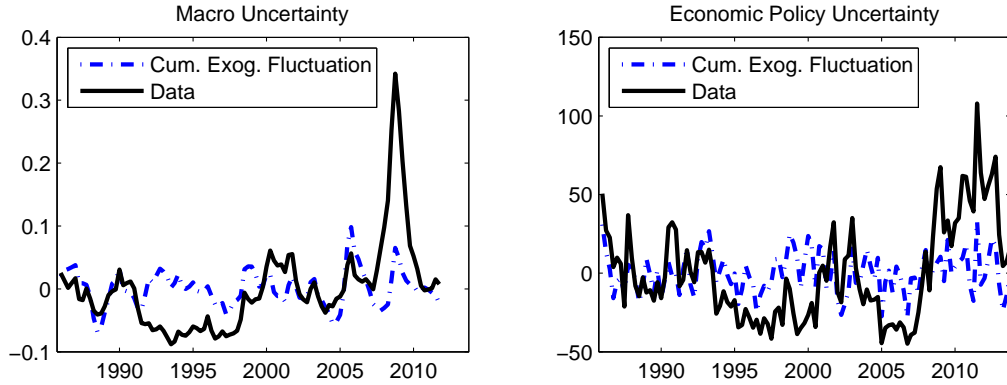 Macro Uncertainty
0.4
0.3
0.2
0.1
0
−0.1
Cum. Exog. Fluctuation
Data
1990 1995 2000 2005 2010
Economic Policy Uncertainty
150
100
50
0
−50
Cum. Exog. Fluctuation
Data
1990 1995 2000 2005 2010